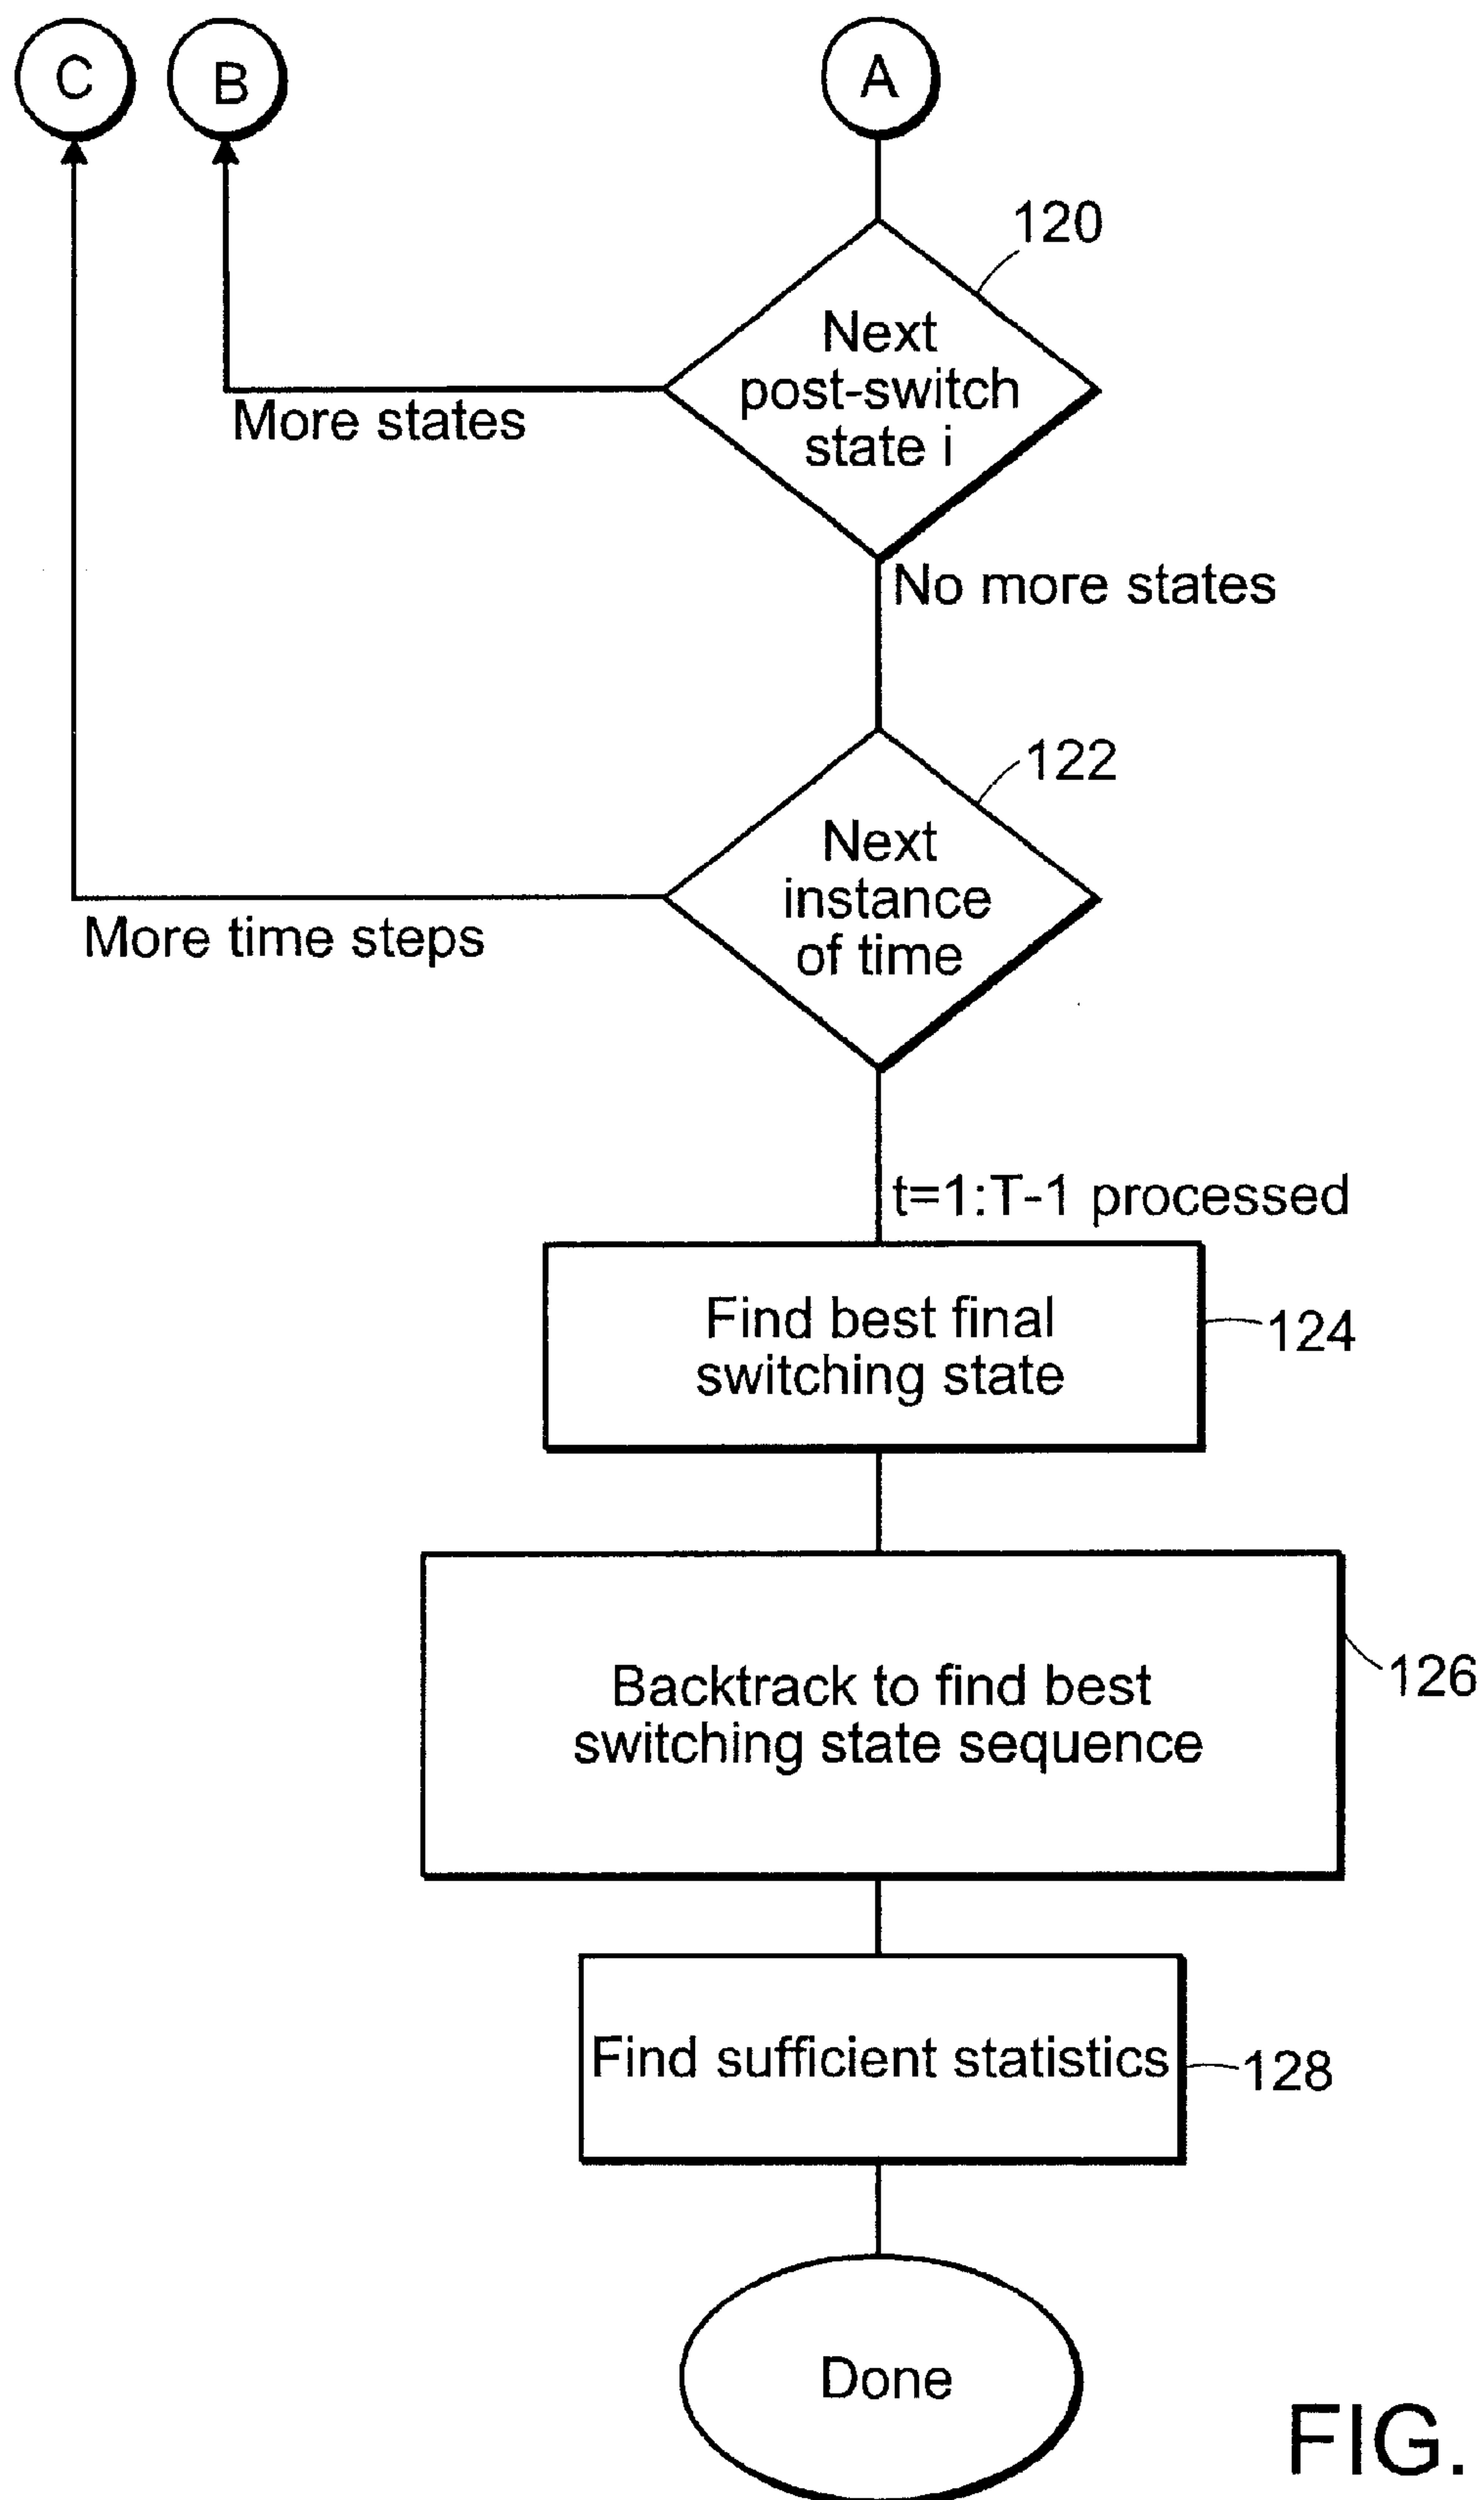 C
B
A
120
Next
post-switch
state i
More states
No more states
122
Next
instance
of time
More time steps
t=1:T-1 processed
Find best final
switching state
124
Backtrack to find best
switching state sequence
126
Find sufficient statistics
128
Done
FIG.